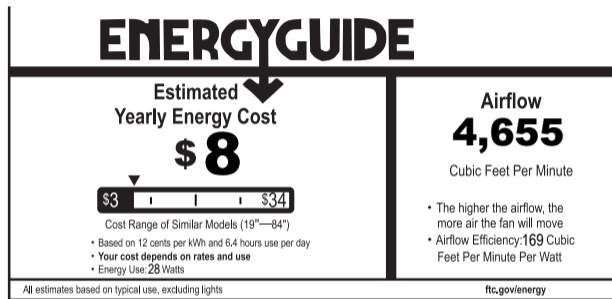 ENERGYGUIDE
Estimated
Yearly Energy Cost
$8
$3 $34
Cost Range of Similar Models (19"—84")
• Based on 12 cents per kWh and 6.4 hours use per day
• Your cost depends on rates and use
• Energy Use:28 Watts
Airflow
4,655
Cubic Feet Per Minute
• The higher the airflow, the
more air the fan will move
• Airflow Efficiency:169 Cubic
Feet Per Minute Per Watt
All estimates based on typical use, excluding lights
ftc.gov/energy